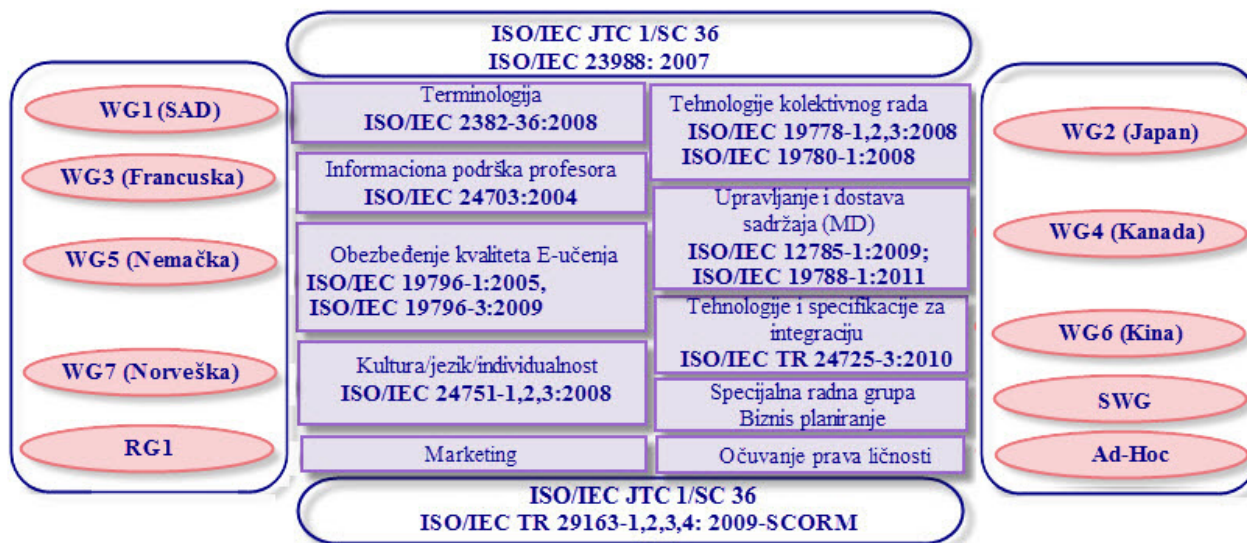 ISO/IEC JTC 1/SC 36
ISO/IEC 23988: 2007
WG1 (SAD)
WG3 (Francuska)
WG5 (Nemačka)
WG7 (Norveška)
RG1
Terminologija
ISO/IEC 2382-36:2008
Informaciona podrška profesora
ISO/IEC 24703:2004
Obezbeđenje kvaliteta E-učenja
ISO/IEC 19796-1:2005,
ISO/IEC 19796-3:2009
Kultura/jezik/individualnost
ISO/IEC 24751-1,2,3:2008
Marketing
Tehnologije kolektivnog rada
ISO/IEC 19778-1,2,3:2008
ISO/IEC 19780-1:2008
Upravljanje i dostava
sadržaja (MD)
ISO/IEC 12785-1:2009;
ISO/IEC 19788-1:2011
Tehnologije i specifikacije za
integraciju
ISO/IEC TR 24725-3:2010
Specijalna radna grupa
Biznis planiranje
Očuvanje prava ličnosti
WG2 (Japan)
WG4 (Kanada)
WG6 (Kina)
SWG
Ad-Hoc
ISO/IEC JTC 1/SC 36
ISO/IEC TR 29163-1,2,3,4: 2009-SCORM